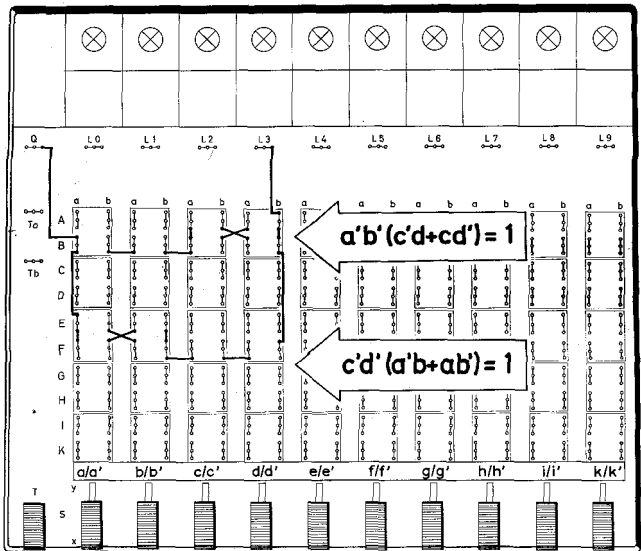 Q L0 L1 L2 L3 L4 L5 L6 L7 L8 L9
a b a b a b a b a b a b a b a b a b
Ta A
B
a'b'(c'd+cd') = 1
Tb C
D
E
F
c'd'(a'b+ab') = 1
G
H
I
K
a/a' b/b' c/c' d/d' e/e' f/f' g/g' h/h' i/i' k/k'
T y
S
x